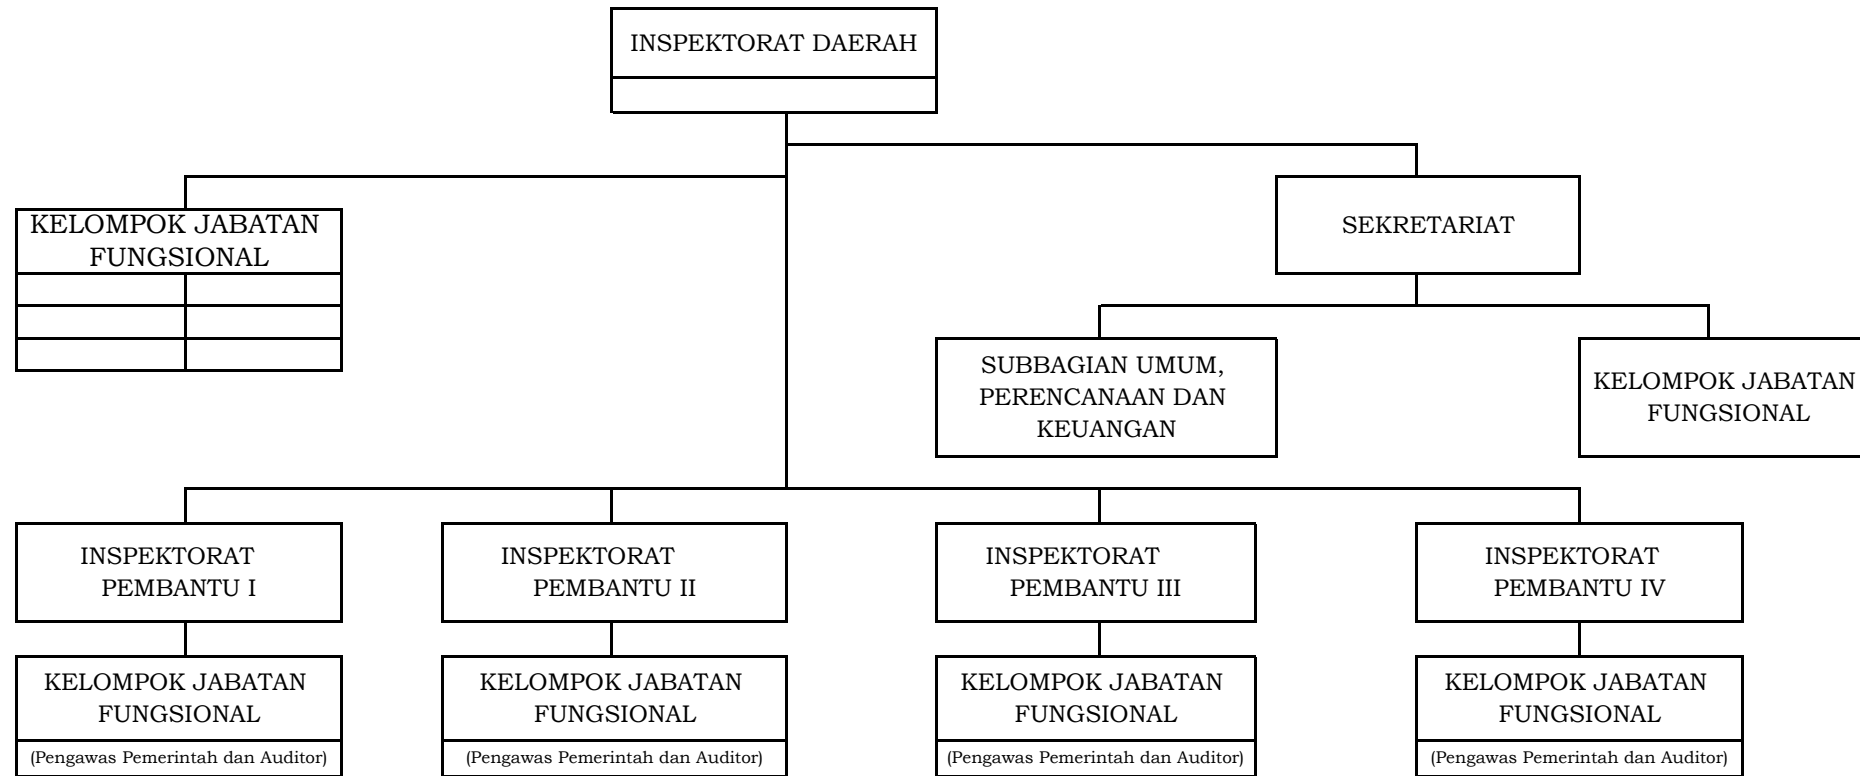 INSPEKTORAT DAERAH
KELOMPOK JABATAN
FUNGSIONAL
SEKRETARIAT
SUBBAGIAN UMUM,
PERENCANAAN DAN
KEUANGAN
KELOMPOK JABATAN
FUNGSIONAL
INSPEKTORAT
PEMBANTU I
INSPEKTORAT
PEMBANTU II
INSPEKTORAT
PEMBANTU III
INSPEKTORAT
PEMBANTU IV
KELOMPOK JABATAN
FUNGSIONAL
(Pengawas Pemerintah dan Auditor)
KELOMPOK JABATAN
FUNGSIONAL
(Pengawas Pemerintah dan Auditor)
KELOMPOK JABATAN
FUNGSIONAL
(Pengawas Pemerintah dan Auditor)
KELOMPOK JABATAN
FUNGSIONAL
(Pengawas Pemerintah dan Auditor)